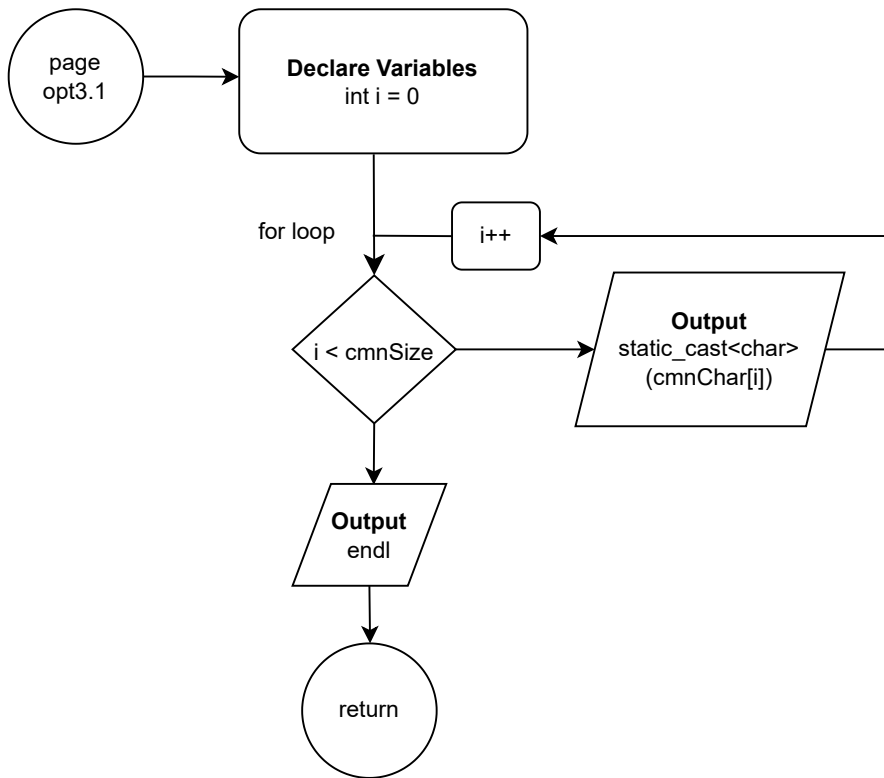 page
opt3.1
Declare Variables
int i = 0
for loop
i++
i < cmnSize
Output
static_cast<char>
(cmnChar[i])
Output
endl
return